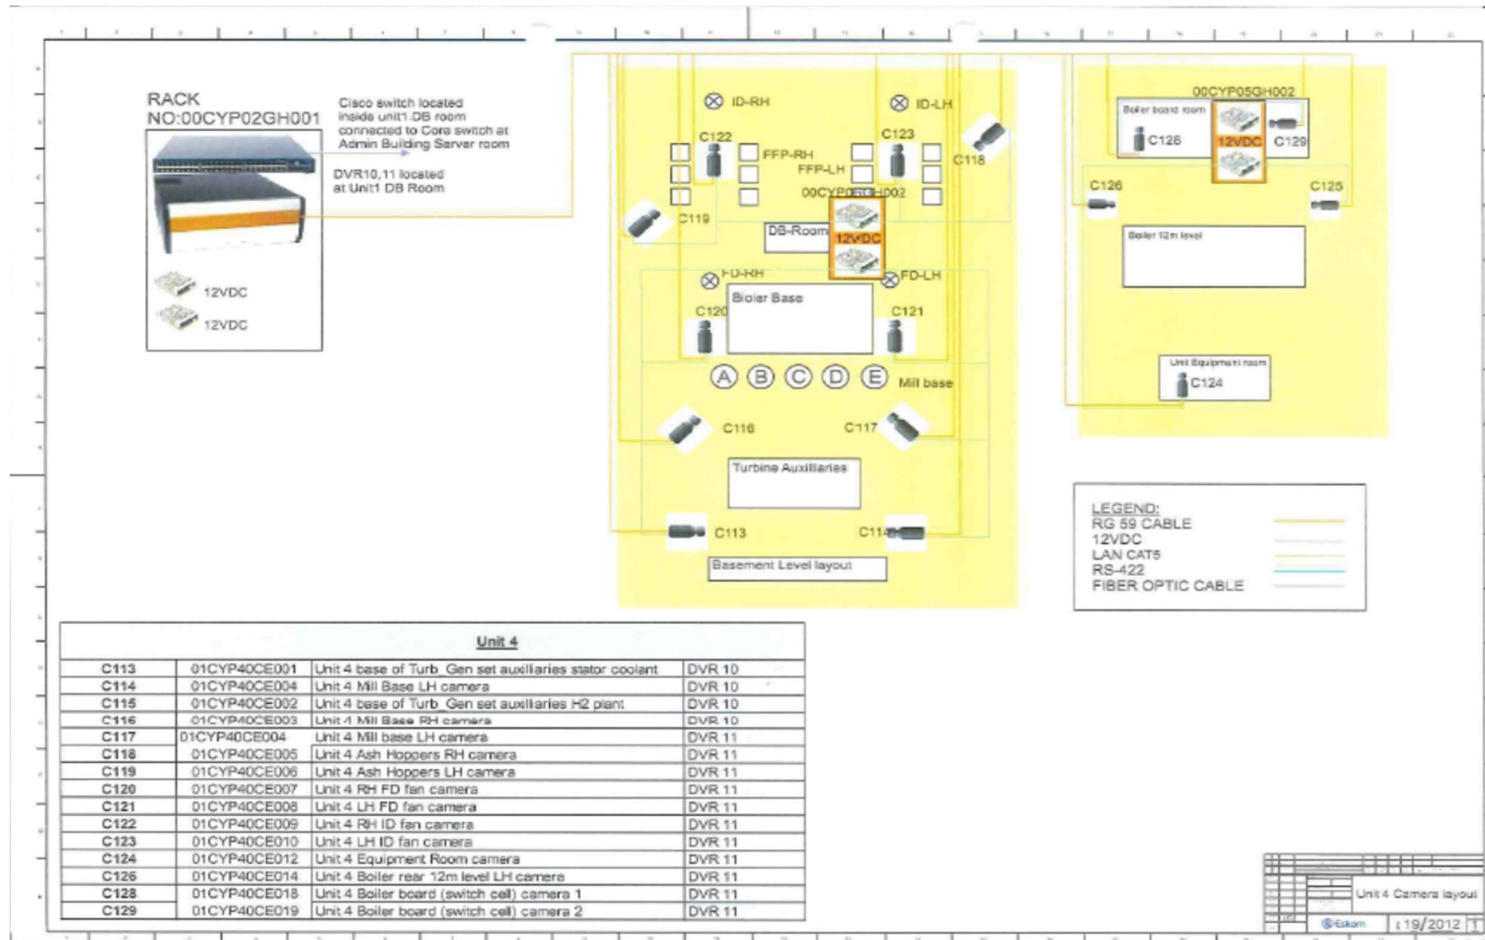 RACK
NO:00CYP02GH001
Cisco switch located
inside unit1 DB room
connected to Core switch at
Admin Building Server room
DVR10,11 located
at Unit1 DB Room
12VDC
12VDC
ID-RH
ID-LH
C122
C123
C118
FFP-RH
FFP-LH
00CYP06GH002
C119
DB-Room
12VDC
FD-RH
FD-LH
Bioler Base
C120
C121
A B C D E Mill base
C116
C117
Turbine Auxilliaries
C113
C114
Basement Level layout
00CYP05GH002
Boiler board room
C128
12VDC
C129
C126
C125
Boiler 12m level
Unit Equipment room
C124
LEGEND:
RG 59 CABLE
12VDC
LAN CAT5
RS-422
FIBER OPTIC CABLE
Unit 4
C113 01CYP40CE001 Unit 4 base of Turb_Gen set auxiliaries stator coolant DVR 10
C114 01CYP40CE004 Unit 4 Mill Base LH camera DVR 10
C115 01CYP40CE002 Unit 4 base of Turb_Gen set auxiliaries H2 plant DVR 10
C116 01CYP40CE003 Unit 4 Mill Base RH camera DVR 10
C117 01CYP40CE004 Unit 4 Mill base LH camera DVR 11
C118 01CYP40CE005 Unit 4 Ash Hoppers RH camera DVR 11
C119 01CYP40CE006 Unit 4 Ash Hoppers LH camera DVR 11
C120 01CYP40CE007 Unit 4 RH FD fan camera DVR 11
C121 01CYP40CE008 Unit 4 LH FD fan camera DVR 11
C122 01CYP40CE009 Unit 4 RH ID fan camera DVR 11
C123 01CYP40CE010 Unit 4 LH ID fan camera DVR 11
C124 01CYP40CE012 Unit 4 Equipment Room camera DVR 11
C126 01CYP40CE014 Unit 4 Boiler rear 12m level LH camera DVR 11
C128 01CYP40CE018 Unit 4 Boiler board (switch cell) camera 1 DVR 11
C129 01CYP40CE019 Unit 4 Boiler board (switch cell) camera 2 DVR 11
Unit 4 Camera layout
Eskom
19/2012 1